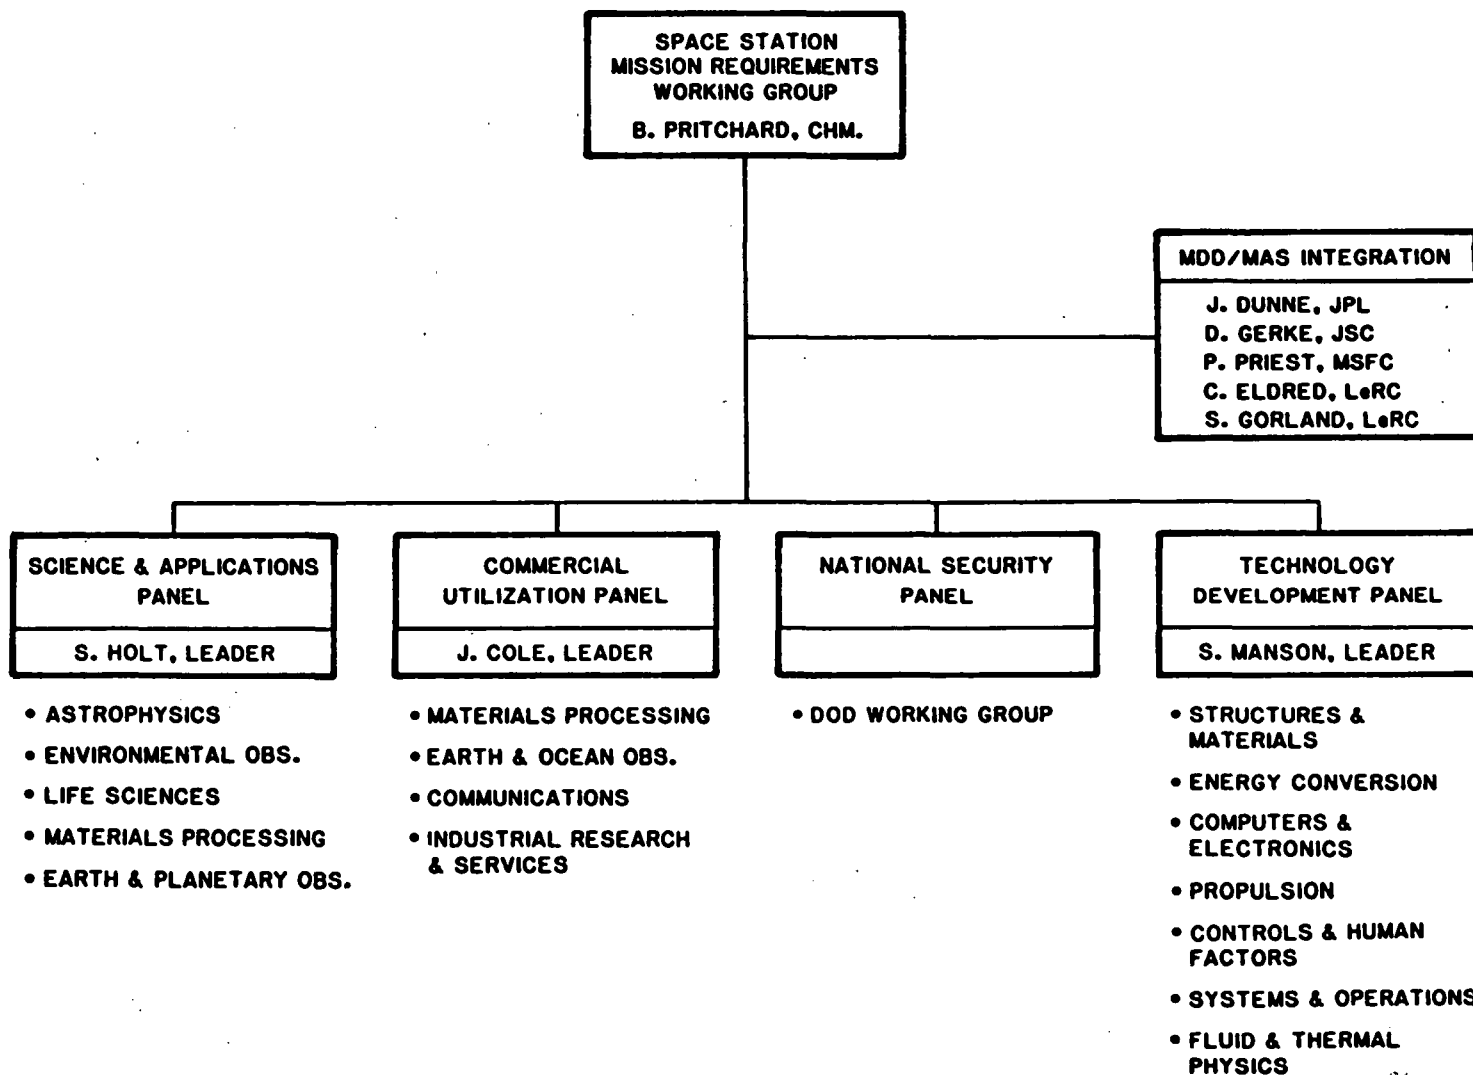 SPACE STATION
MISSION REQUIREMENTS
WORKING GROUP
B. PRITCHARD, CHM.
MDD/MAS INTEGRATION
J. DUNNE, JPL
D. GERKE, JSC
P. PRIEST, MSFC
C. ELDRED, LeRC
S. GORLAND, LeRC
SCIENCE & APPLICATIONS
PANEL
S. HOLT, LEADER
• ASTROPHYSICS
• ENVIRONMENTAL OBS.
• LIFE SCIENCES
• MATERIALS PROCESSING
• EARTH & PLANETARY OBS.
COMMERCIAL
UTILIZATION PANEL
J. COLE, LEADER
• MATERIALS PROCESSING
• EARTH & OCEAN OBS.
• COMMUNICATIONS
• INDUSTRIAL RESEARCH
& SERVICES
NATIONAL SECURITY
PANEL
• DOD WORKING GROUP
TECHNOLOGY
DEVELOPMENT PANEL
S. MANSON, LEADER
• STRUCTURES &
MATERIALS
• ENERGY CONVERSION
• COMPUTERS &
ELECTRONICS
• PROPULSION
• CONTROLS & HUMAN
FACTORS
• SYSTEMS & OPERATIONS
• FLUID & THERMAL
PHYSICS